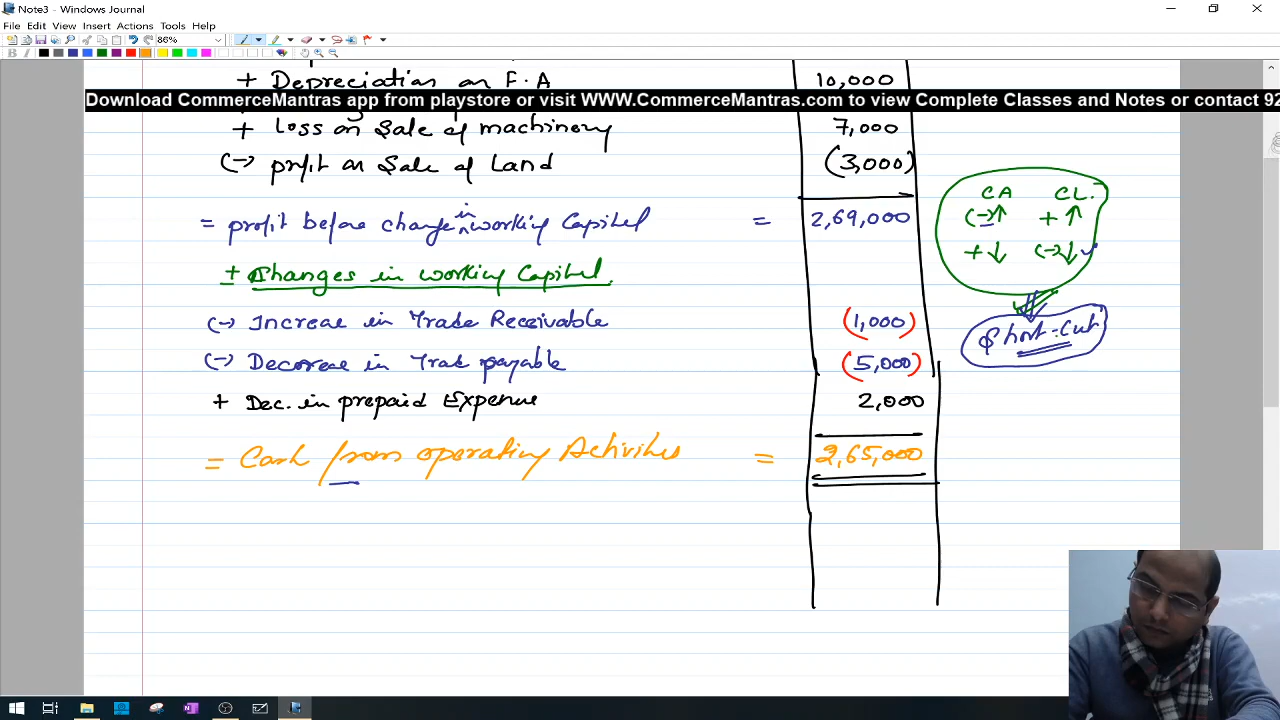 Note3 - Windows Journal
File Edit View Insert Actions Tools Help
86%
+ Depreciation on F.A 10,000
Download CommerceMantras app from playstore or visit WWW.CommerceMantras.com to view Complete Classes and Notes or contact 92
+ Loss on Sale of machinery 7,000
(-) profit on Sale of Land (3,000)
= profit before change in working Capital = 2,69,000
± Changes in working Capital.
(-) Increase in Trade Receivable (1,000)
(-) Decrease in Trade payable (5,000)
+ Dec. in prepaid Expense 2,000
= Cash from operating Activities = 2,65,000
CA CL.
(-)↑ +↑
+↓ (-)↓
Short-Cut